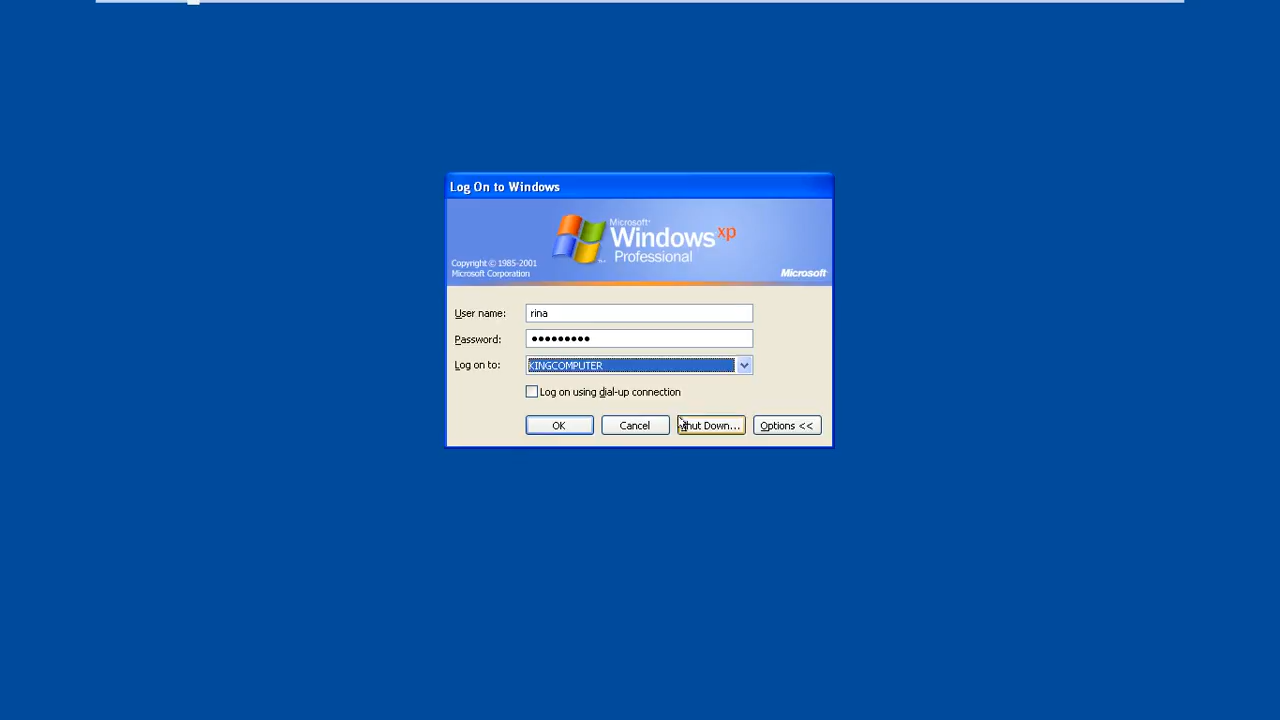 Log On to Windows
Microsoft
Windows xp
Professional
Copyright © 1985-2001
Microsoft Corporation
Microsoft
User name: rina
Password: •••••••••
Log on to: KINGCOMPUTER
Log on using dial-up connection
OK Cancel Shut Down... Options <<